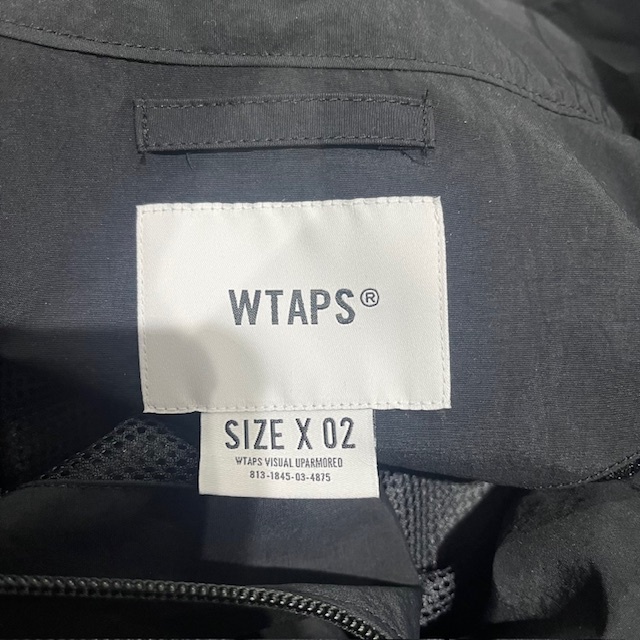 WTAPS®
SIZE X 02
WTAPS VISUAL UPARMORED
813-1845-03-4875